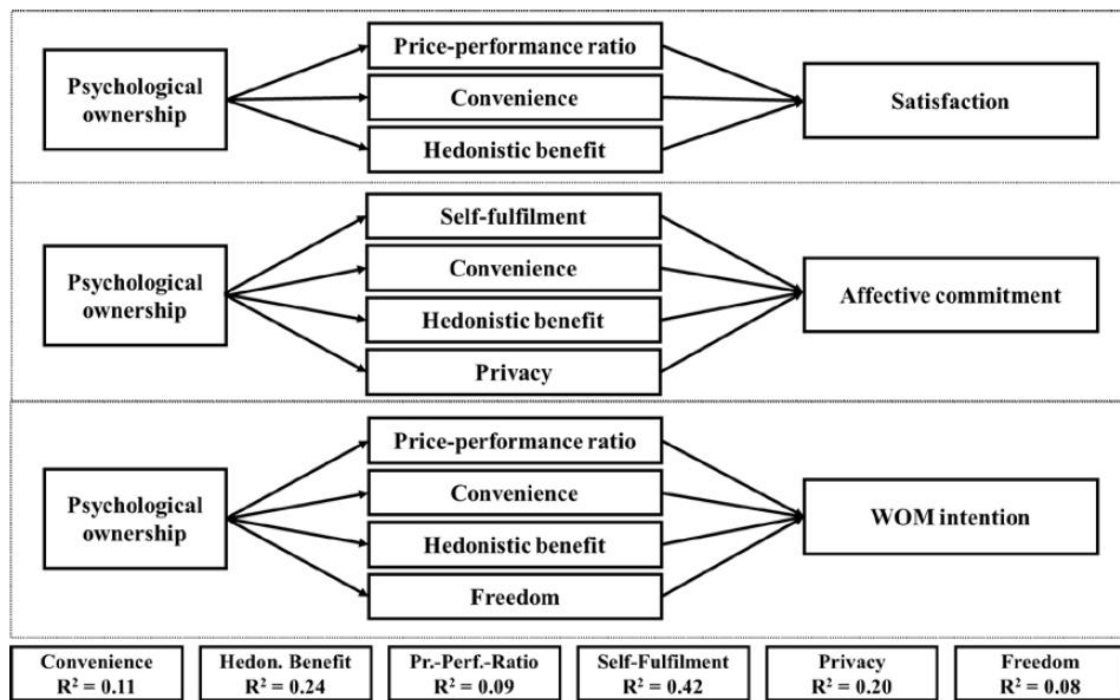 Price-performance ratio
Psychological
ownership
Convenience
Satisfaction
Hedonistic benefit
Self-fulfilment
Psychological
ownership
Convenience
Affective commitment
Hedonistic benefit
Privacy
Price-performance ratio
Psychological
ownership
Convenience
WOM intention
Hedonistic benefit
Freedom
Convenience
R² = 0.11
Hedon. Benefit
R² = 0.24
Pr.-Perf.-Ratio
R² = 0.09
Self-Fulfilment
R² = 0.42
Privacy
R² = 0.20
Freedom
R² = 0.08